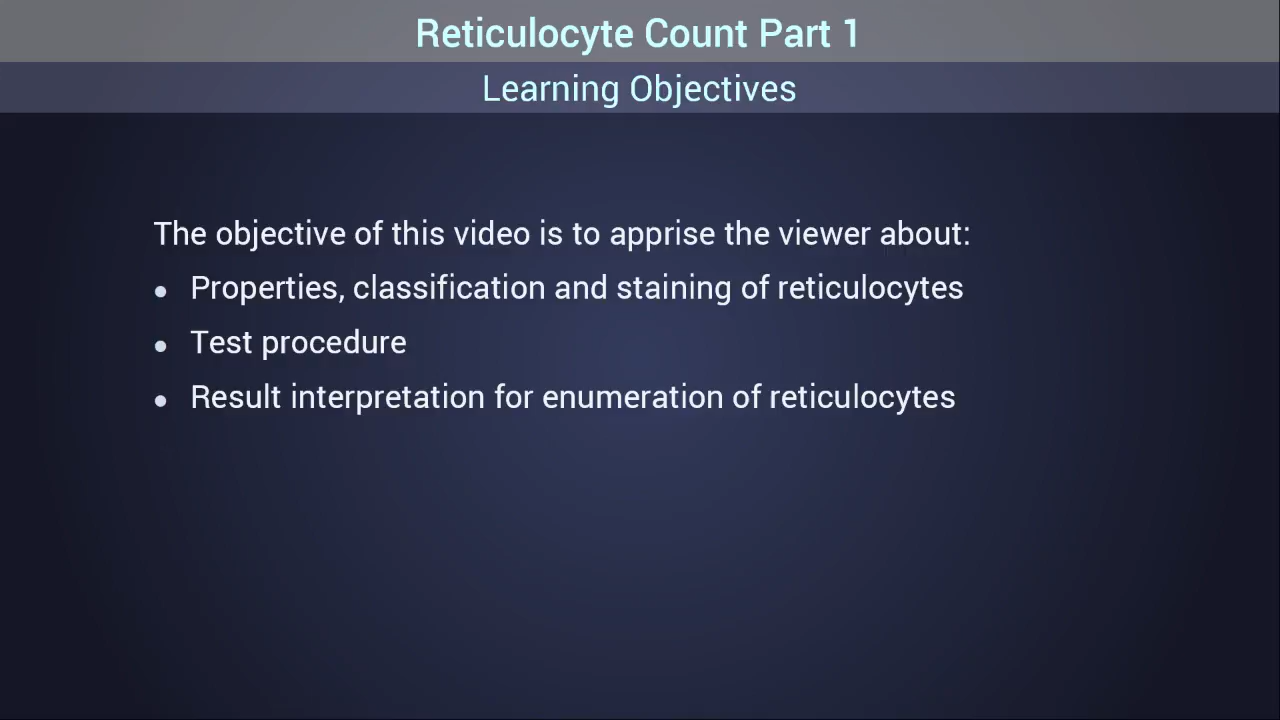 Reticulocyte Count Part 1
Learning Objectives
The objective of this video is to apprise the viewer about:
• Properties, classification and staining of reticulocytes
• Test procedure
• Result interpretation for enumeration of reticulocytes